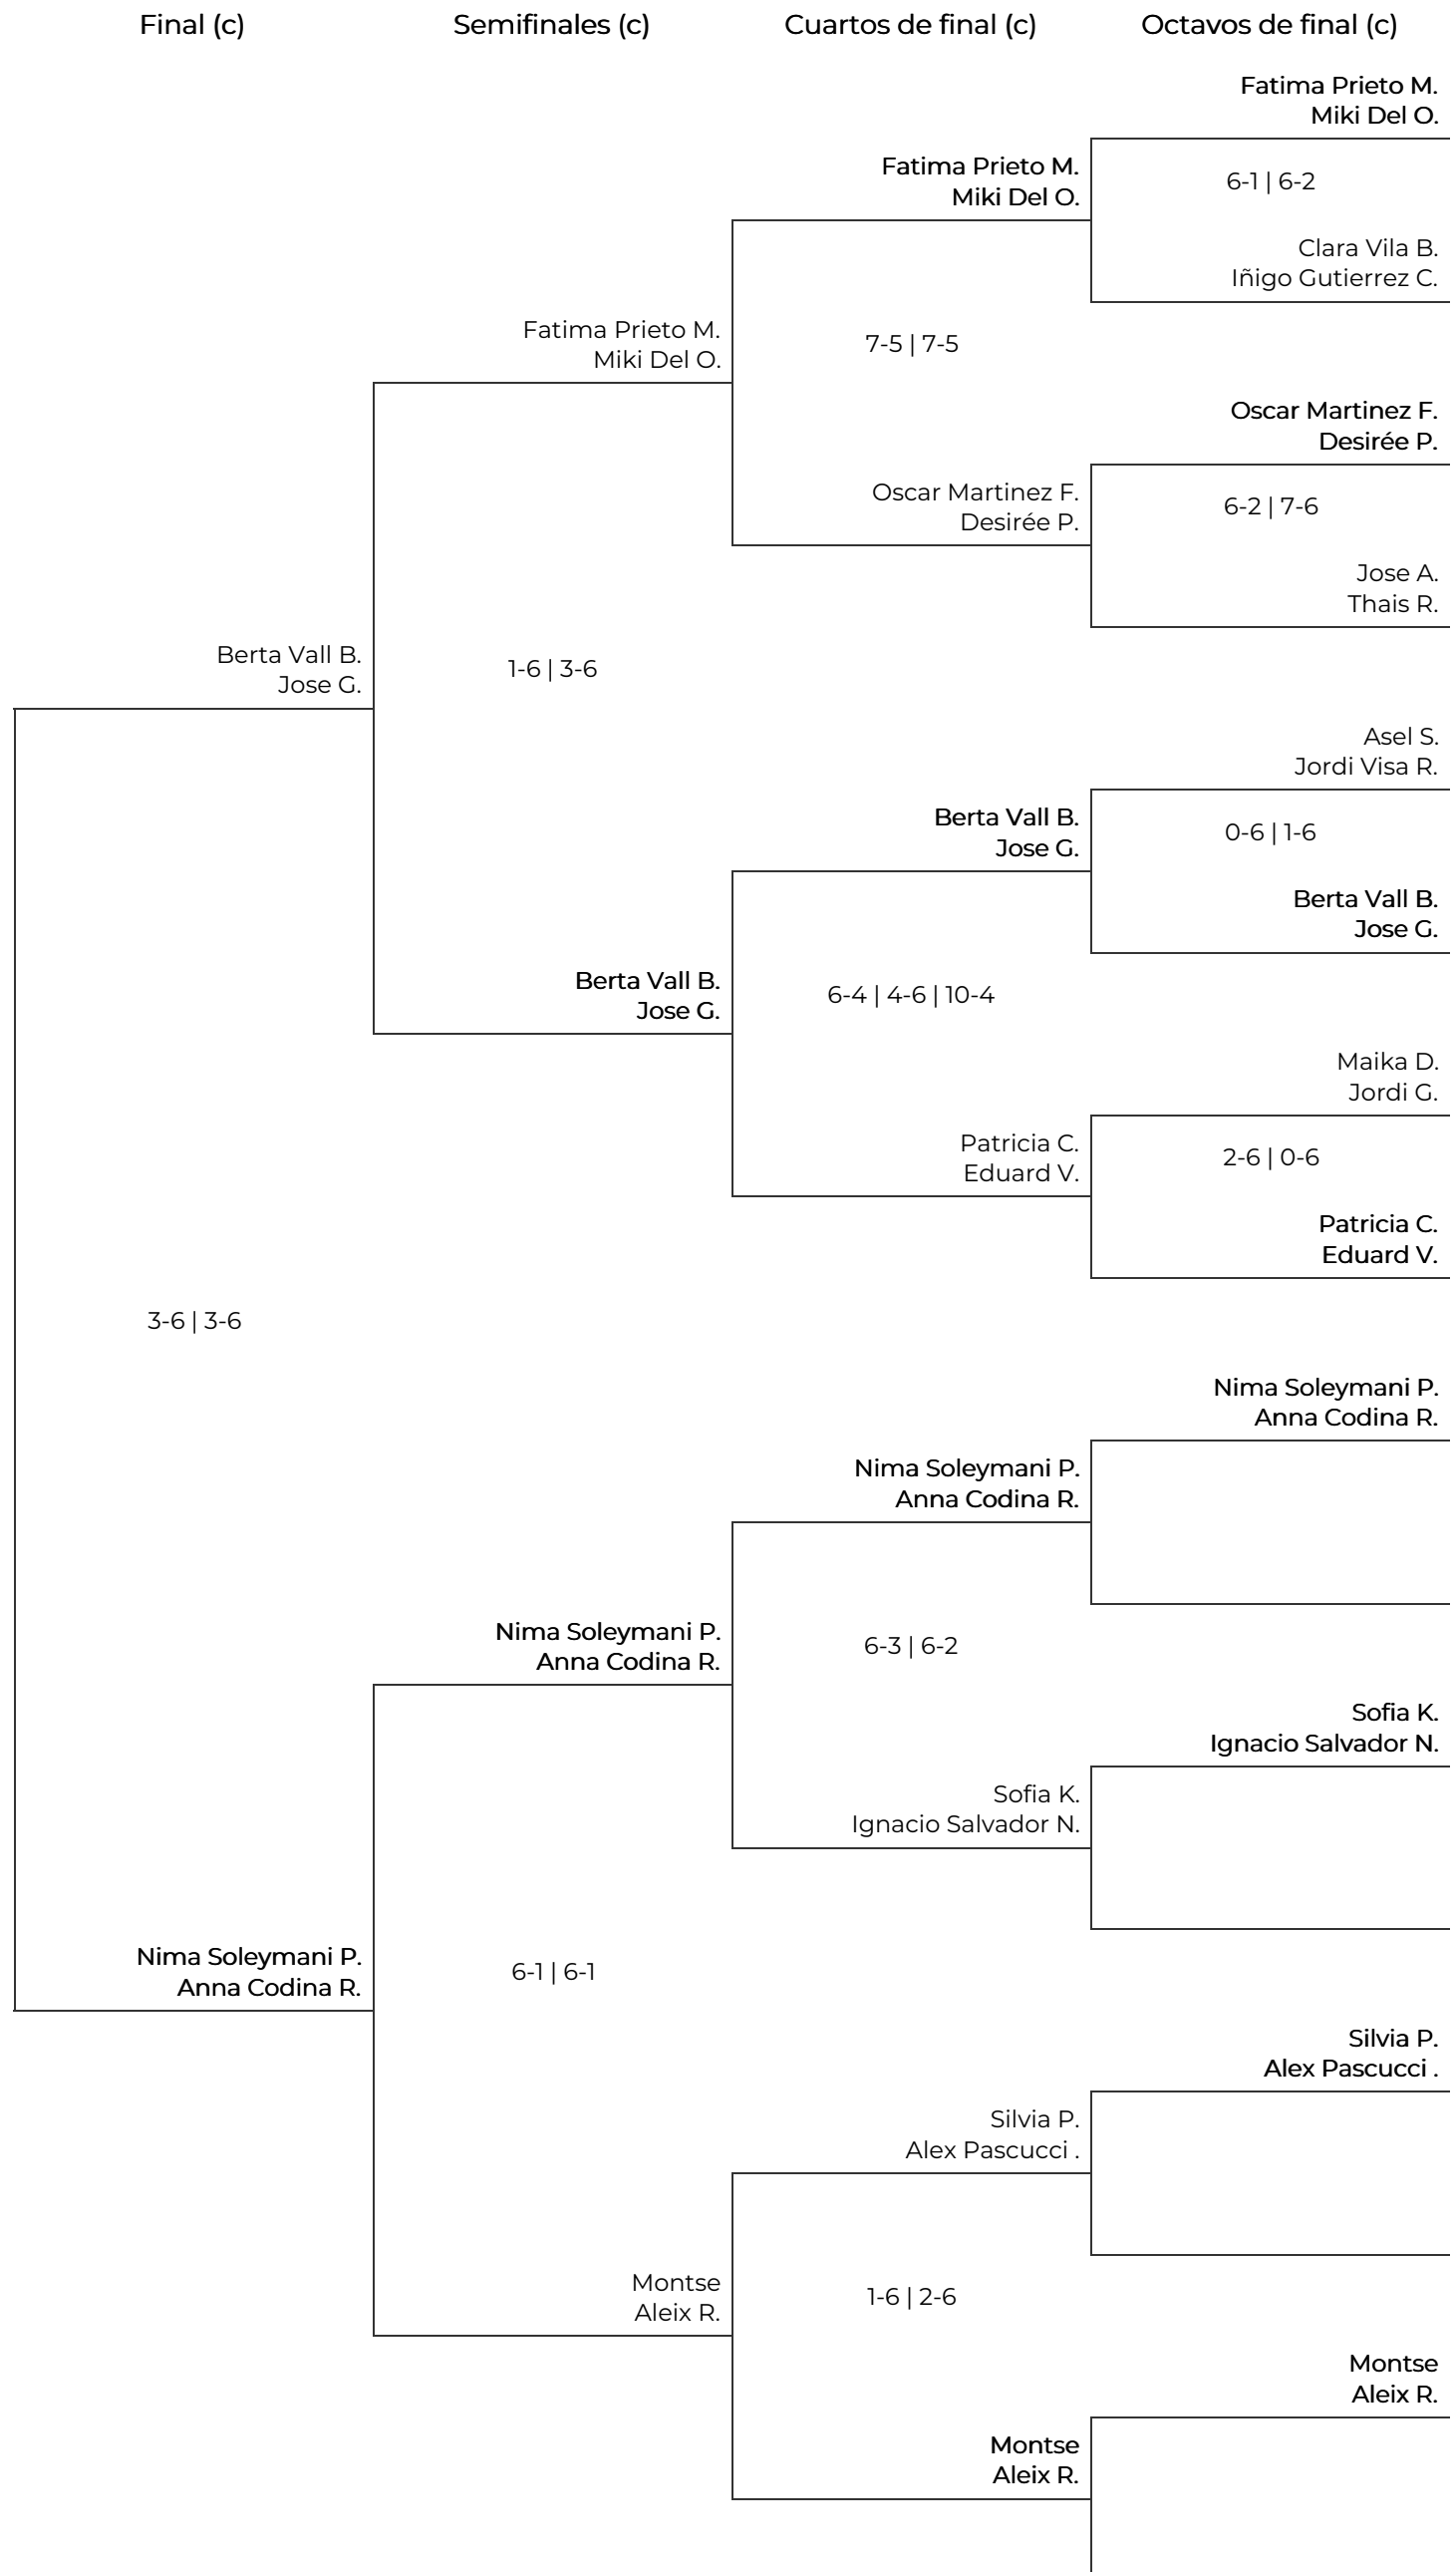 Final (c)
Semifinales (c)
Cuartos de final (c)
Octavos de final (c)
Fatima Prieto M.
Miki Del O.
Fatima Prieto M.
Miki Del O.
6-1 | 6-2
Clara Vila B.
Iñigo Gutierrez C.
Fatima Prieto M.
Miki Del O.
7-5 | 7-5
Oscar Martinez F.
Desirée P.
Oscar Martinez F.
Desirée P.
6-2 | 7-6
Jose A.
Thais R.
Berta Vall B.
Jose G.
1-6 | 3-6
Asel S.
Jordi Visa R.
Berta Vall B.
Jose G.
0-6 | 1-6
Berta Vall B.
Jose G.
Berta Vall B.
Jose G.
6-4 | 4-6 | 10-4
Maika D.
Jordi G.
Patricia C.
Eduard V.
2-6 | 0-6
Patricia C.
Eduard V.
3-6 | 3-6
Nima Soleymani P.
Anna Codina R.
Nima Soleymani P.
Anna Codina R.
Nima Soleymani P.
Anna Codina R.
6-3 | 6-2
Sofia K.
Ignacio Salvador N.
Sofia K.
Ignacio Salvador N.
Nima Soleymani P.
Anna Codina R.
6-1 | 6-1
Silvia P.
Alex Pascucci .
Silvia P.
Alex Pascucci .
Montse
Aleix R.
1-6 | 2-6
Montse
Aleix R.
Montse
Aleix R.